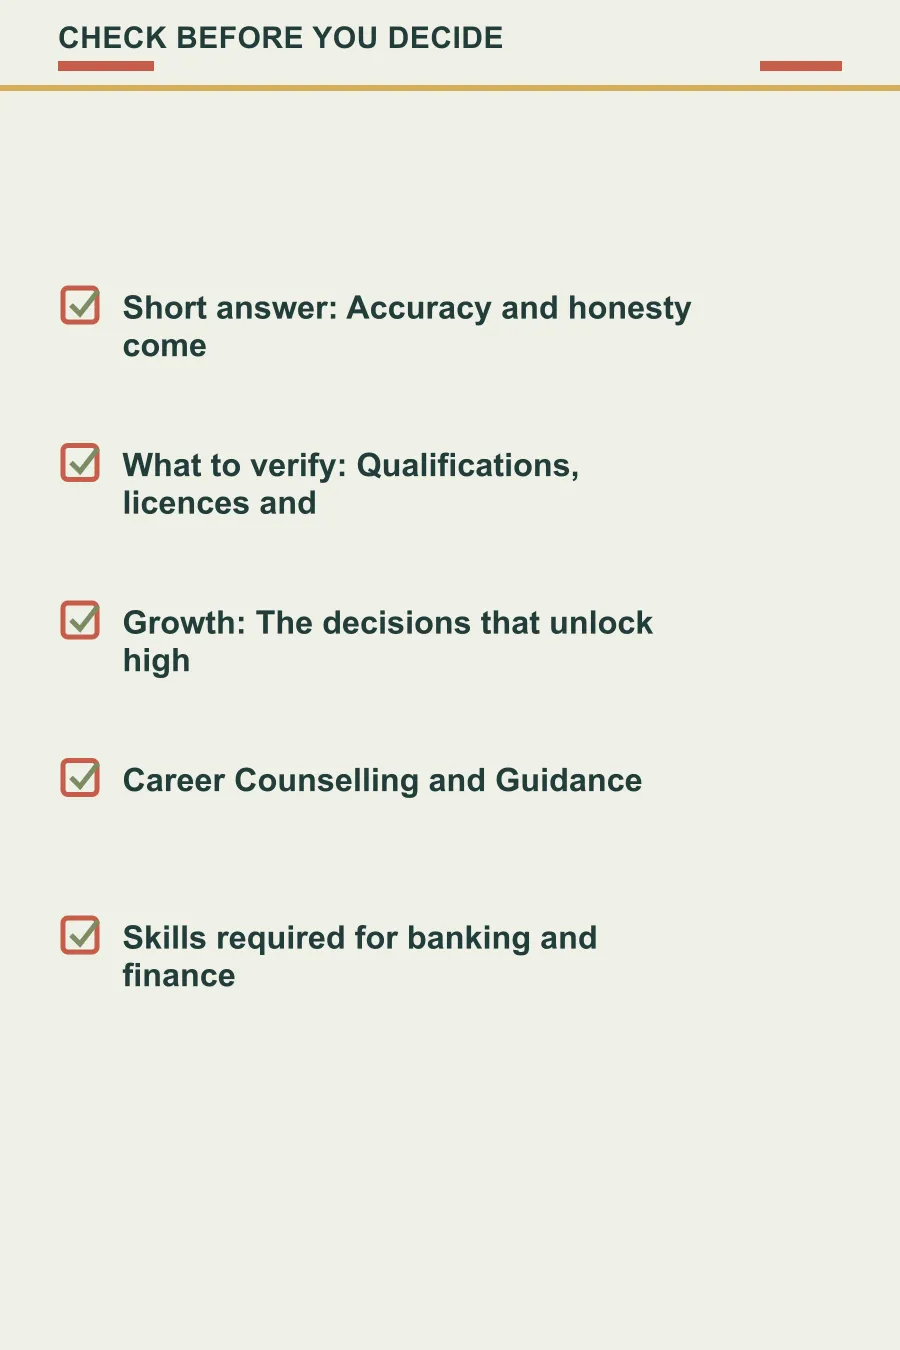 CHECK BEFORE YOU DECIDE
Short answer: Accuracy and honesty
come
What to verify: Qualifications,
licences and
Growth: The decisions that unlock
high
Career Counselling and Guidance
Skills required for banking and
finance